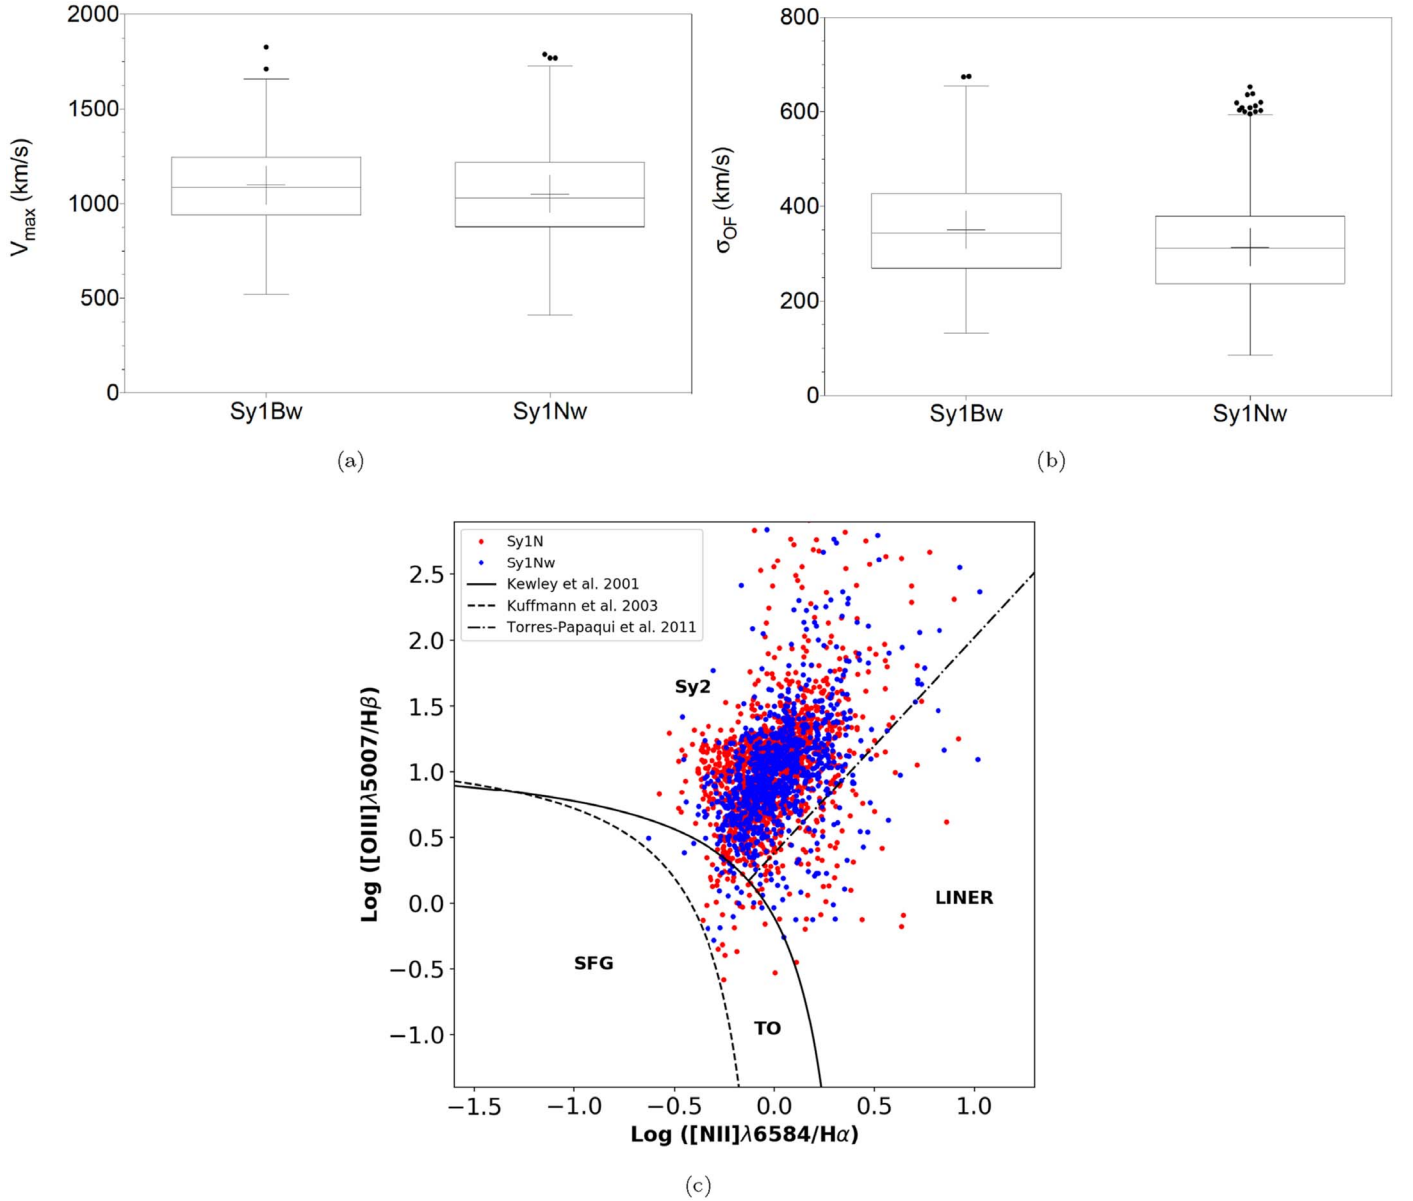 2000
1500
1000
500
0
V_max (km/s)
Sy1Bw
Sy1Nw
(a)
800
600
400
200
0
σ_OF (km/s)
Sy1Bw
Sy1Nw
(b)
Sy1N
Sy1Nw
Kewley et al. 2001
Kuffmann et al. 2003
Torres-Papaqui et al. 2011
2.5
2.0
1.5
1.0
0.5
0.0
−0.5
−1.0
Log ([OIII]λ5007/Hβ)
Sy2
LINER
SFG
TO
−1.5 −1.0 −0.5 0.0 0.5 1.0
Log ([NII]λ6584/Hα)
(c)